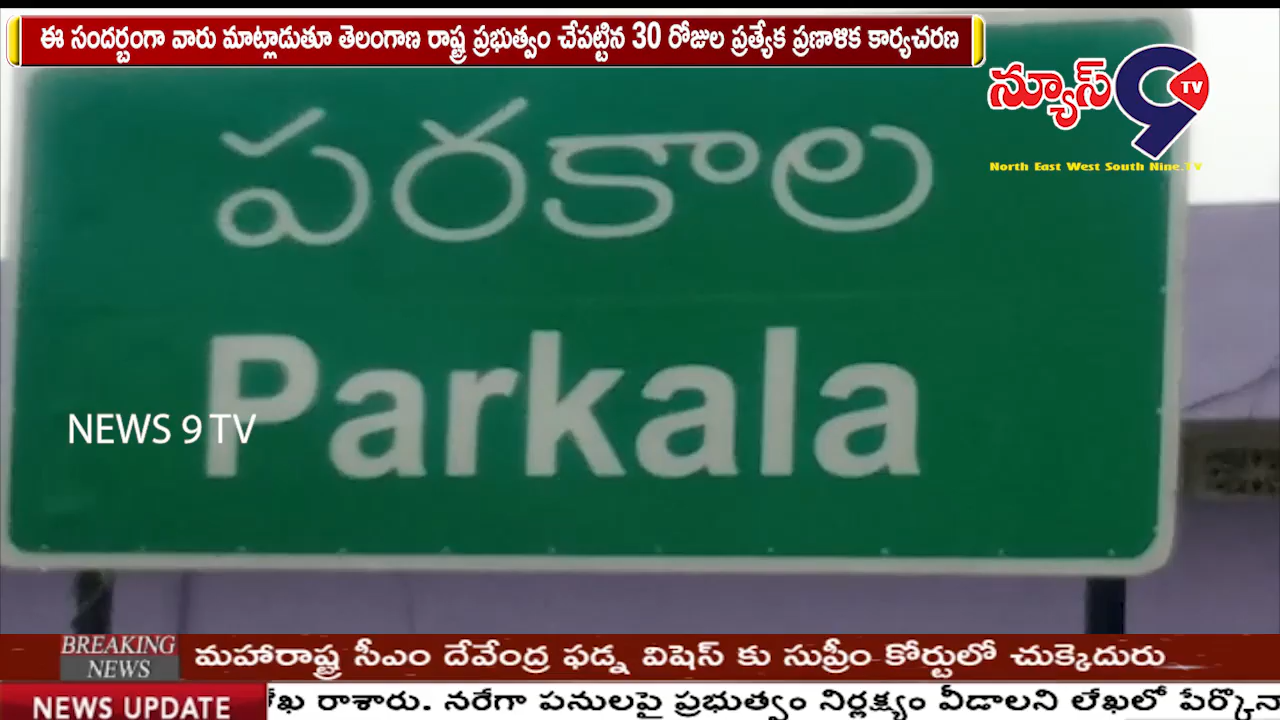 ఈ సందర్భంగా వారు మాట్లాడుతూ తెలంగాణ రాష్ట్ర ప్రభుత్వం చేపట్టిన 30 రోజుల ప్రత్యేక ప్రణాళిక కార్యచరణ
న్యూస్ 9 TV
North East West South Nine.TV
పరకాల
Parkala
NEWS 9 TV
BREAKING NEWS
మహారాష్ట్ర సీఎం దేవేంద్ర ఫడ్న విషెస్ కు సుప్రీం కోర్టులో చుక్కెదురు
NEWS UPDATE
రాశారు. నరేగా పనులపై ప్రభుత్వం నిర్లక్ష్యం వీడాలని లేఖలో